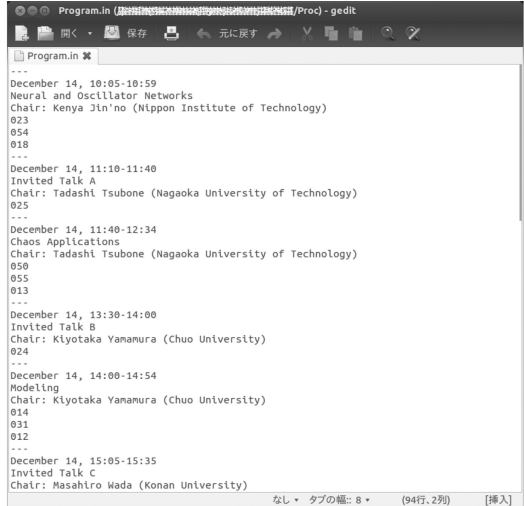 Program.in (/Proc) - gedit
開く 保存 元に戻す
Program.in
---
December 14, 10:05-10:59
Neural and Oscillator Networks
Chair: Kenya Jin'no (Nippon Institute of Technology)
023
054
018
---
December 14, 11:10-11:40
Invited Talk A
Chair: Tadashi Tsubone (Nagaoka University of Technology)
025
---
December 14, 11:40-12:34
Chaos Applications
Chair: Tadashi Tsubone (Nagaoka University of Technology)
050
055
013
---
December 14, 13:30-14:00
Invited Talk B
Chair: Kiyotaka Yamamura (Chuo University)
024
---
December 14, 14:00-14:54
Modeling
Chair: Kiyotaka Yamamura (Chuo University)
014
031
012
---
December 14, 15:05-15:35
Invited Talk C
Chair: Masahiro Wada (Konan University)
なし タブの幅: 8 (94行、2列) [挿入]